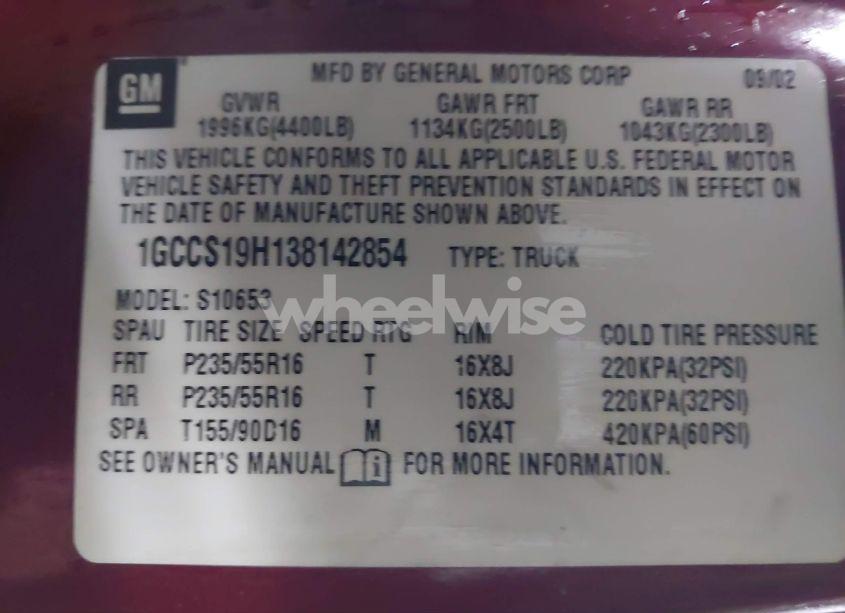 GM
MFD BY GENERAL MOTORS CORP 09/02
GVWR GAWR FRT GAWR RR
1996KG(4400LB) 1134KG(2500LB) 1043KG(2300LB)
THIS VEHICLE CONFORMS TO ALL APPLICABLE U.S. FEDERAL MOTOR
VEHICLE SAFETY AND THEFT PREVENTION STANDARDS IN EFFECT ON
THE DATE OF MANUFACTURE SHOWN ABOVE.
1GCCS19H138142854 TYPE: TRUCK
MODEL: S10653
wheelwise
SPAU TIRE SIZE SPEED RTG RIM COLD TIRE PRESSURE
FRT P235/55R16 T 16X8J 220KPA(32PSI)
RR P235/55R16 T 16X8J 220KPA(32PSI)
SPA T155/90D16 M 16X4T 420KPA(60PSI)
SEE OWNER'S MANUAL i FOR MORE INFORMATION.